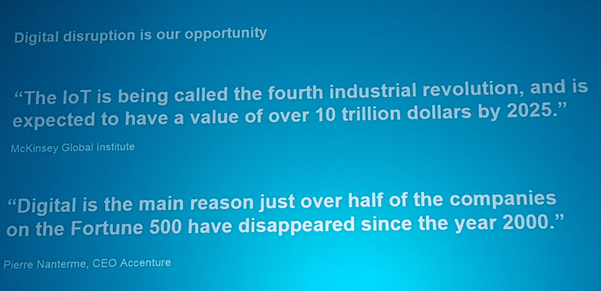 Digital disruption is our opportunity
“The IoT is being called the fourth industrial revolution, and is
expected to have a value of over 10 trillion dollars by 2025.”
McKinsey Global Institute
“Digital is the main reason just over half of the companies
on the Fortune 500 have disappeared since the year 2000.”
Pierre Nanterme, CEO Accenture